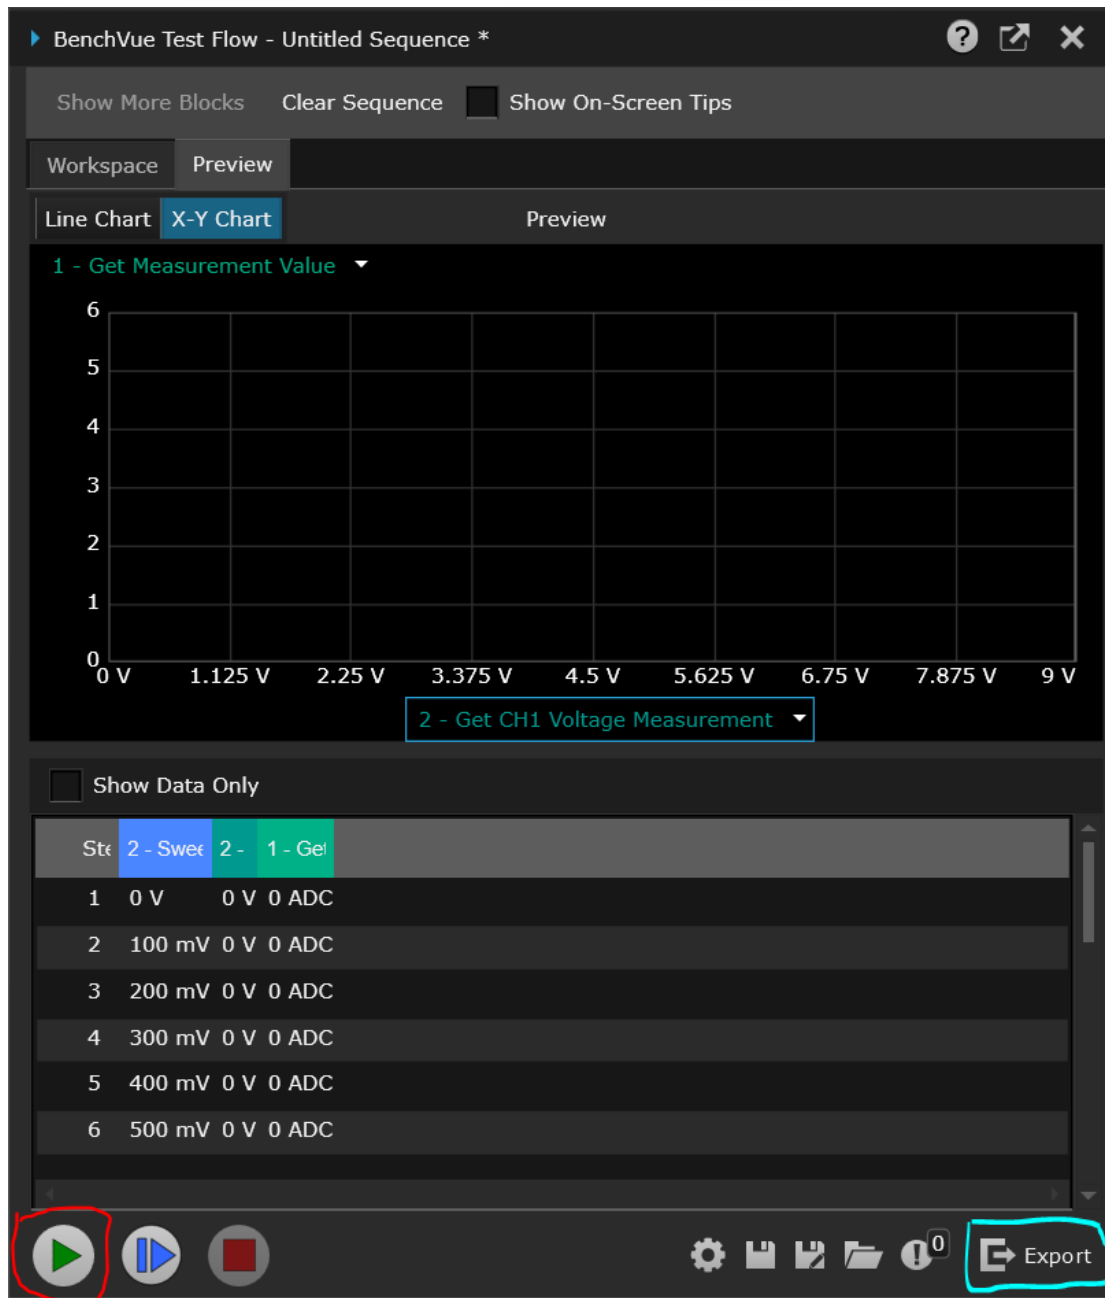 BenchVue Test Flow - Untitled Sequence *
Show More Blocks Clear Sequence Show On-Screen Tips
Workspace Preview
Line Chart X-Y Chart Preview
1 - Get Measurement Value
6
5
4
3
2
1
0
0 V 1.125 V 2.25 V 3.375 V 4.5 V 5.625 V 6.75 V 7.875 V 9 V
2 - Get CH1 Voltage Measurement
Show Data Only
Ste 2 - Swee 2 - 1 - Get
1 0 V 0 V 0 ADC
2 100 mV 0 V 0 ADC
3 200 mV 0 V 0 ADC
4 300 mV 0 V 0 ADC
5 400 mV 0 V 0 ADC
6 500 mV 0 V 0 ADC
0 Export